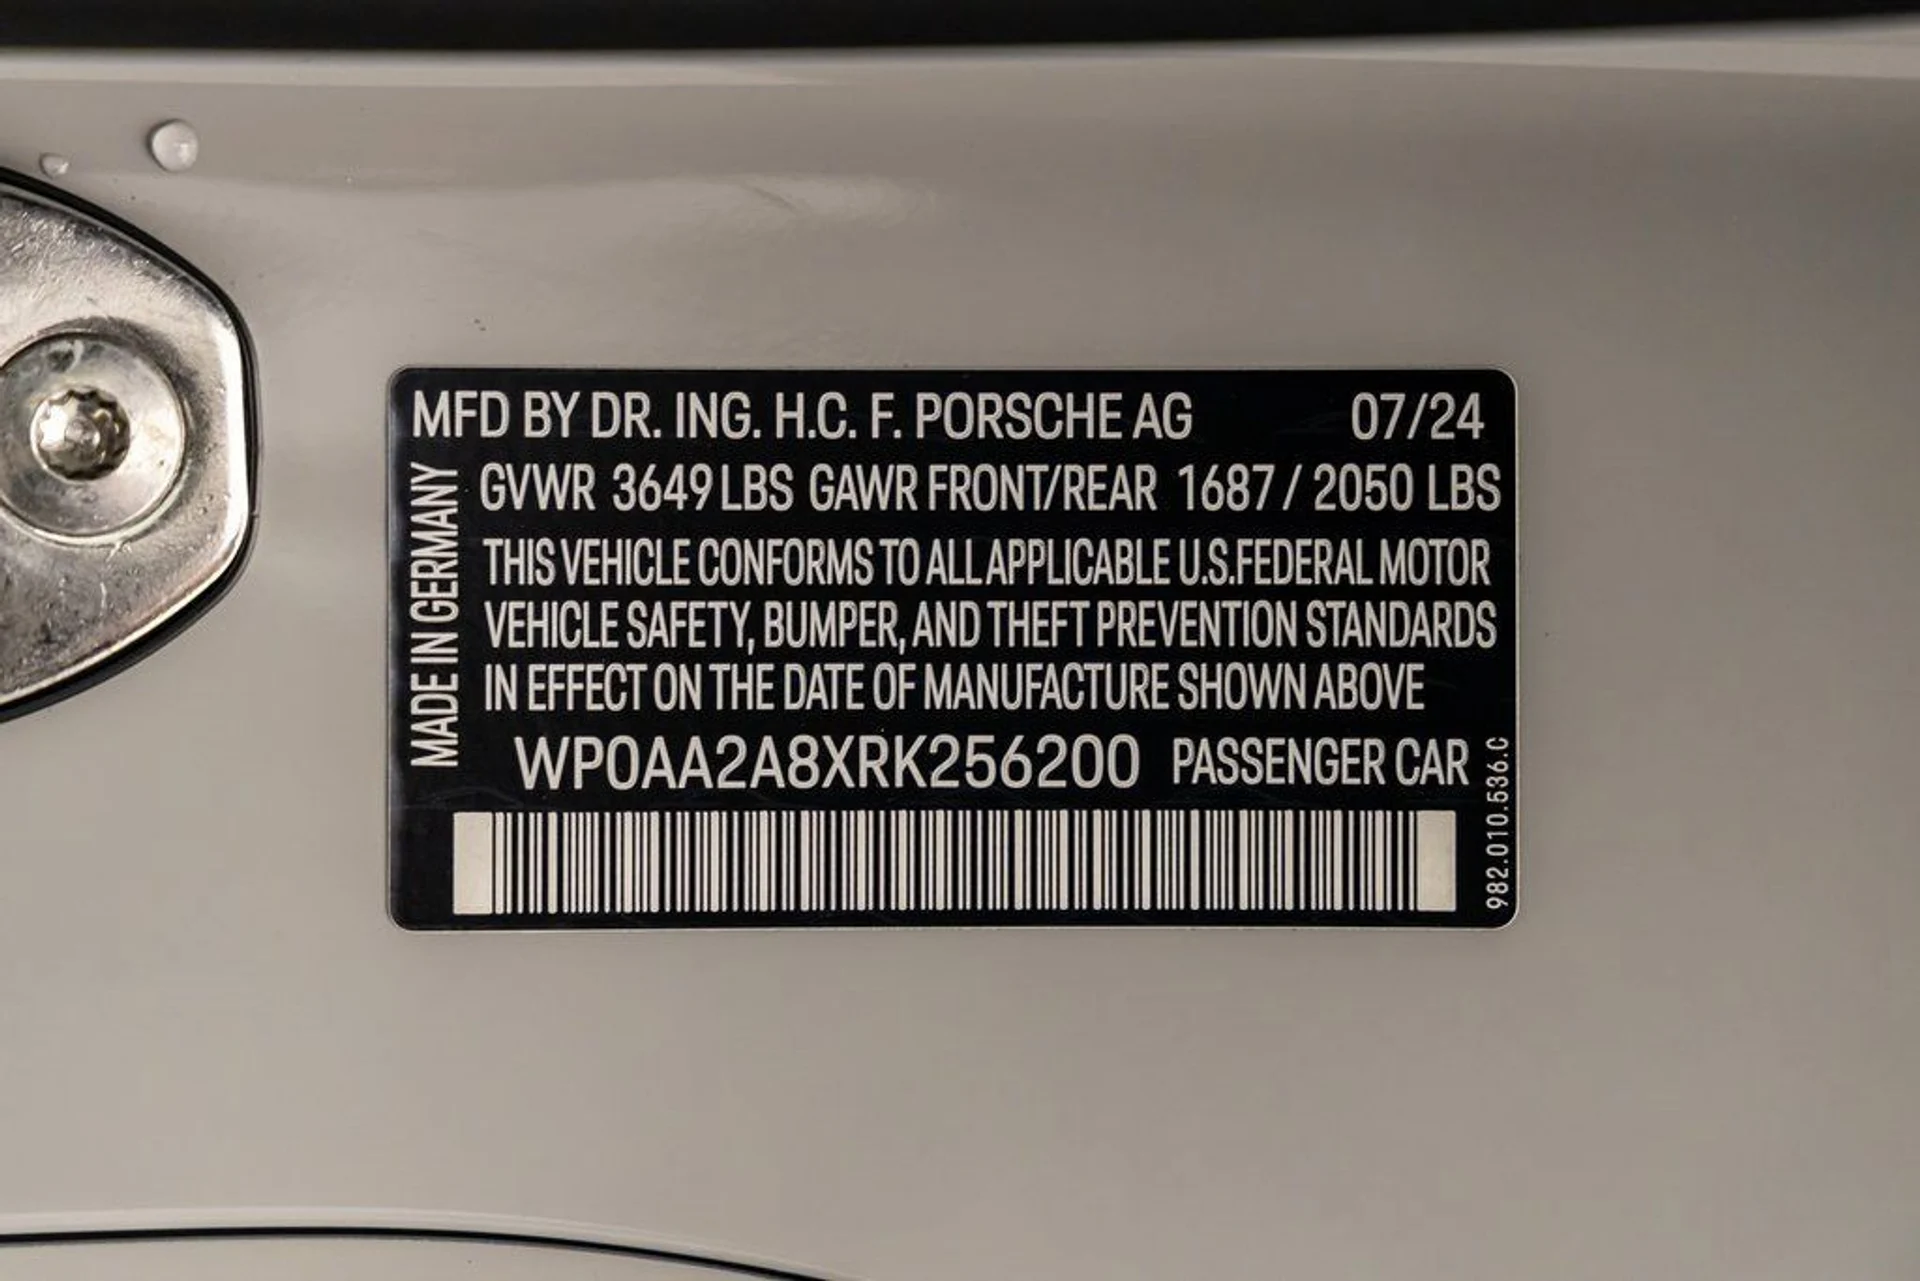 MFD BY DR. ING. H.C. F. PORSCHE AG 07/24
MADE IN GERMANY
GVWR 3649 LBS GAWR FRONT/REAR 1687 / 2050 LBS
THIS VEHICLE CONFORMS TO ALL APPLICABLE U.S.FEDERAL MOTOR
VEHICLE SAFETY, BUMPER, AND THEFT PREVENTION STANDARDS
IN EFFECT ON THE DATE OF MANUFACTURE SHOWN ABOVE
WP0AA2A8XRK256200 PASSENGER CAR
982.010.536.C